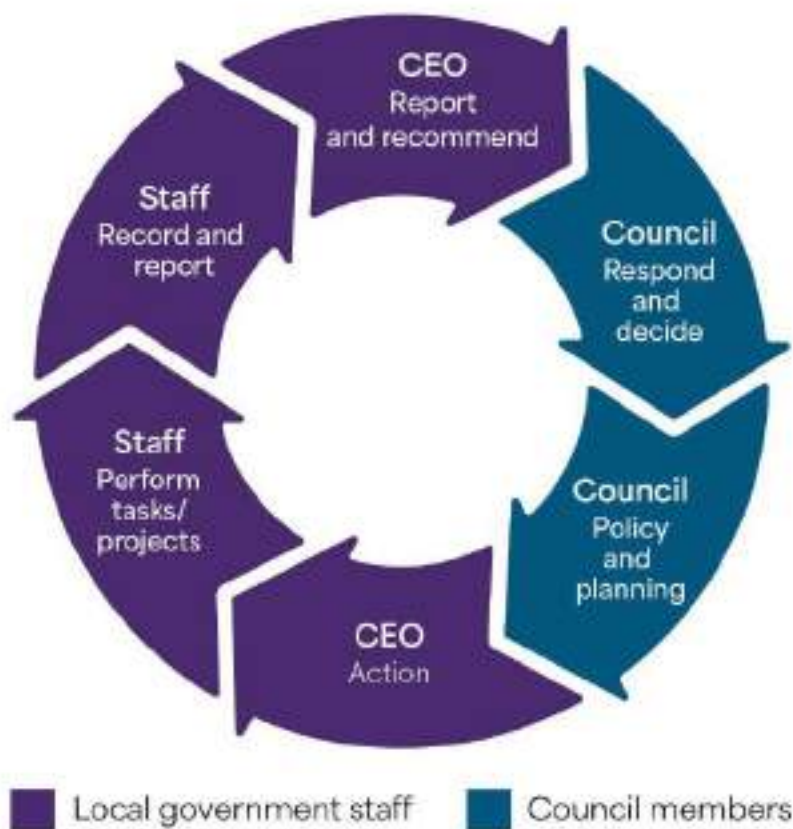 CEO
Report
and recommend
Council
Respond
and
decide
Council
Policy
and
planning
CEO
Action
Staff
Perform
tasks/
projects
Staff
Record and
report
Local government staff
Council members